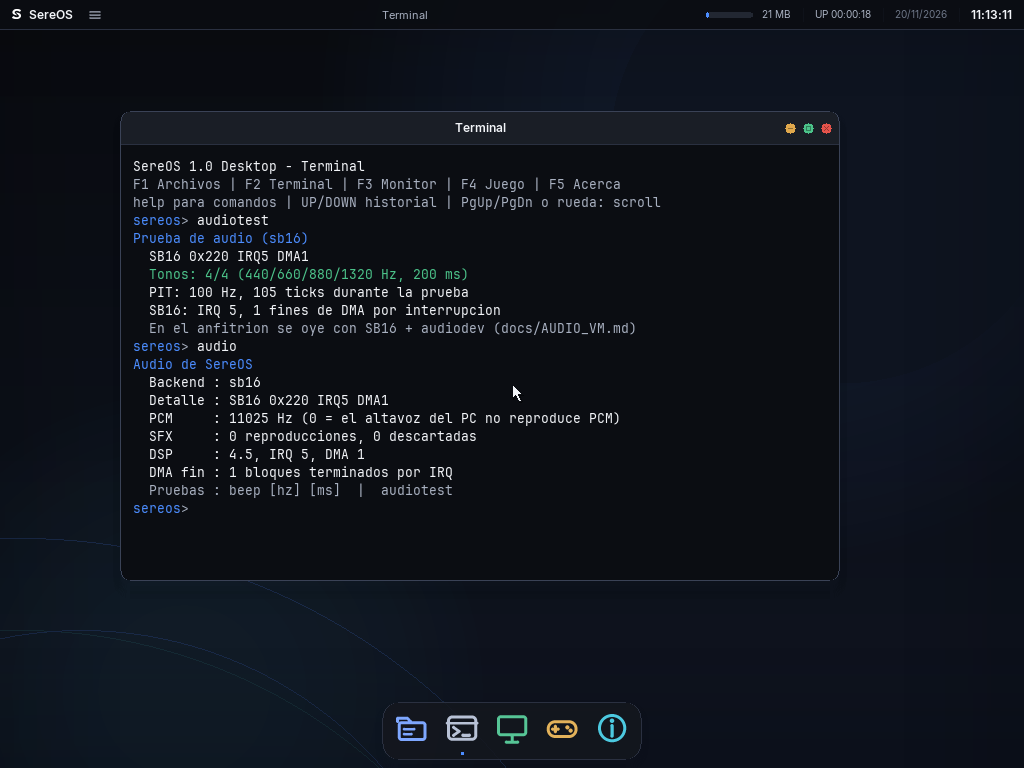 SereOS
Terminal
21 MB
UP 00:00:18
20/11/2026
11:13:11
Terminal
SereOS 1.0 Desktop - Terminal
F1 Archivos | F2 Terminal | F3 Monitor | F4 Juego | F5 Acerca
help para comandos | UP/DOWN historial | PgUp/PgDn o rueda: scroll
sereos> audiotest
Prueba de audio (sb16)
SB16 0x220 IRQ5 DMA1
Tonos: 4/4 (440/660/880/1320 Hz, 200 ms)
PIT: 100 Hz, 105 ticks durante la prueba
SB16: IRQ 5, 1 fines de DMA por interrupcion
En el anfitrion se oye con SB16 + audiodev (docs/AUDIO_VM.md)
sereos> audio
Audio de SereOS
Backend : sb16
Detalle : SB16 0x220 IRQ5 DMA1
PCM     : 11025 Hz (0 = el altavoz del PC no reproduce PCM)
SFX     : 0 reproducciones, 0 descartadas
DSP     : 4.5, IRQ 5, DMA 1
DMA fin : 1 bloques terminados por IRQ
Pruebas : beep [hz] [ms]  |  audiotest
sereos>